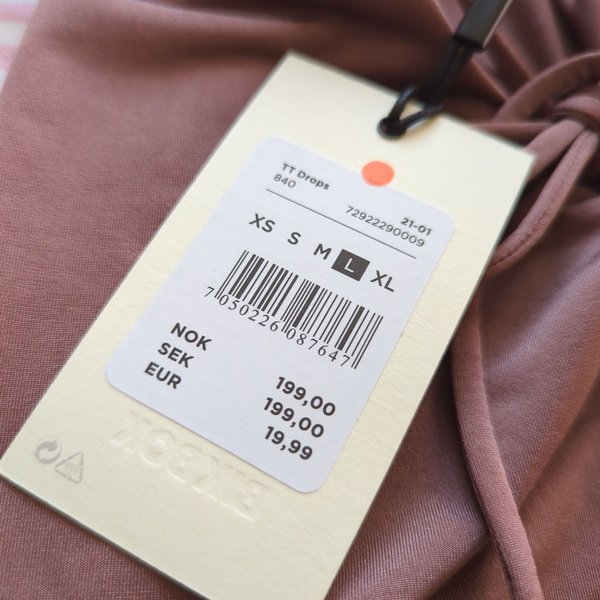 TT Drops
840
21-01
72922290009
XS S M L XL
7 050226 087647
NOK 199,00
SEK 199,00
EUR 19,99
BIKBOK